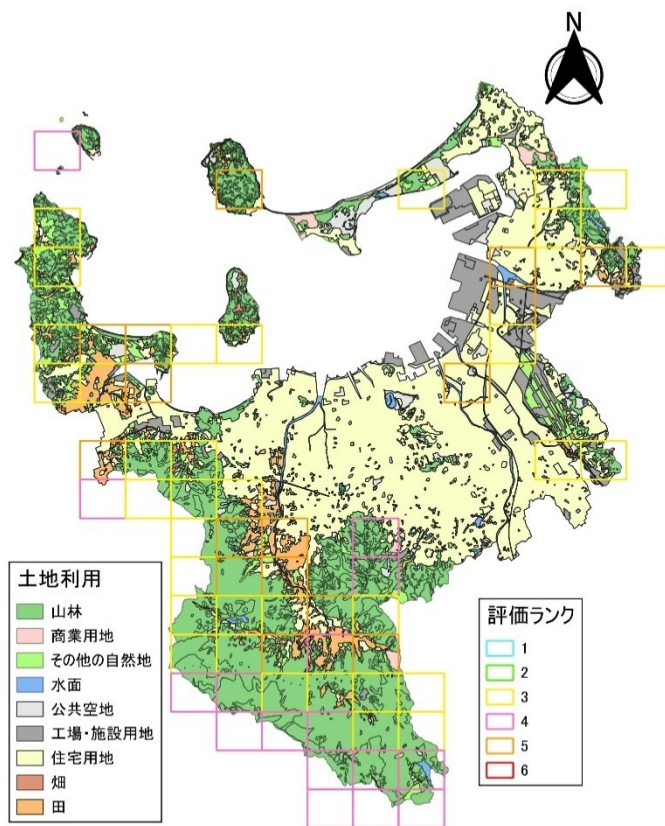 N
土地利用
山林
商業用地
その他の自然地
水面
公共空地
工場・施設用地
住宅用地
畑
田
評価ランク
1
2
3
4
5
6